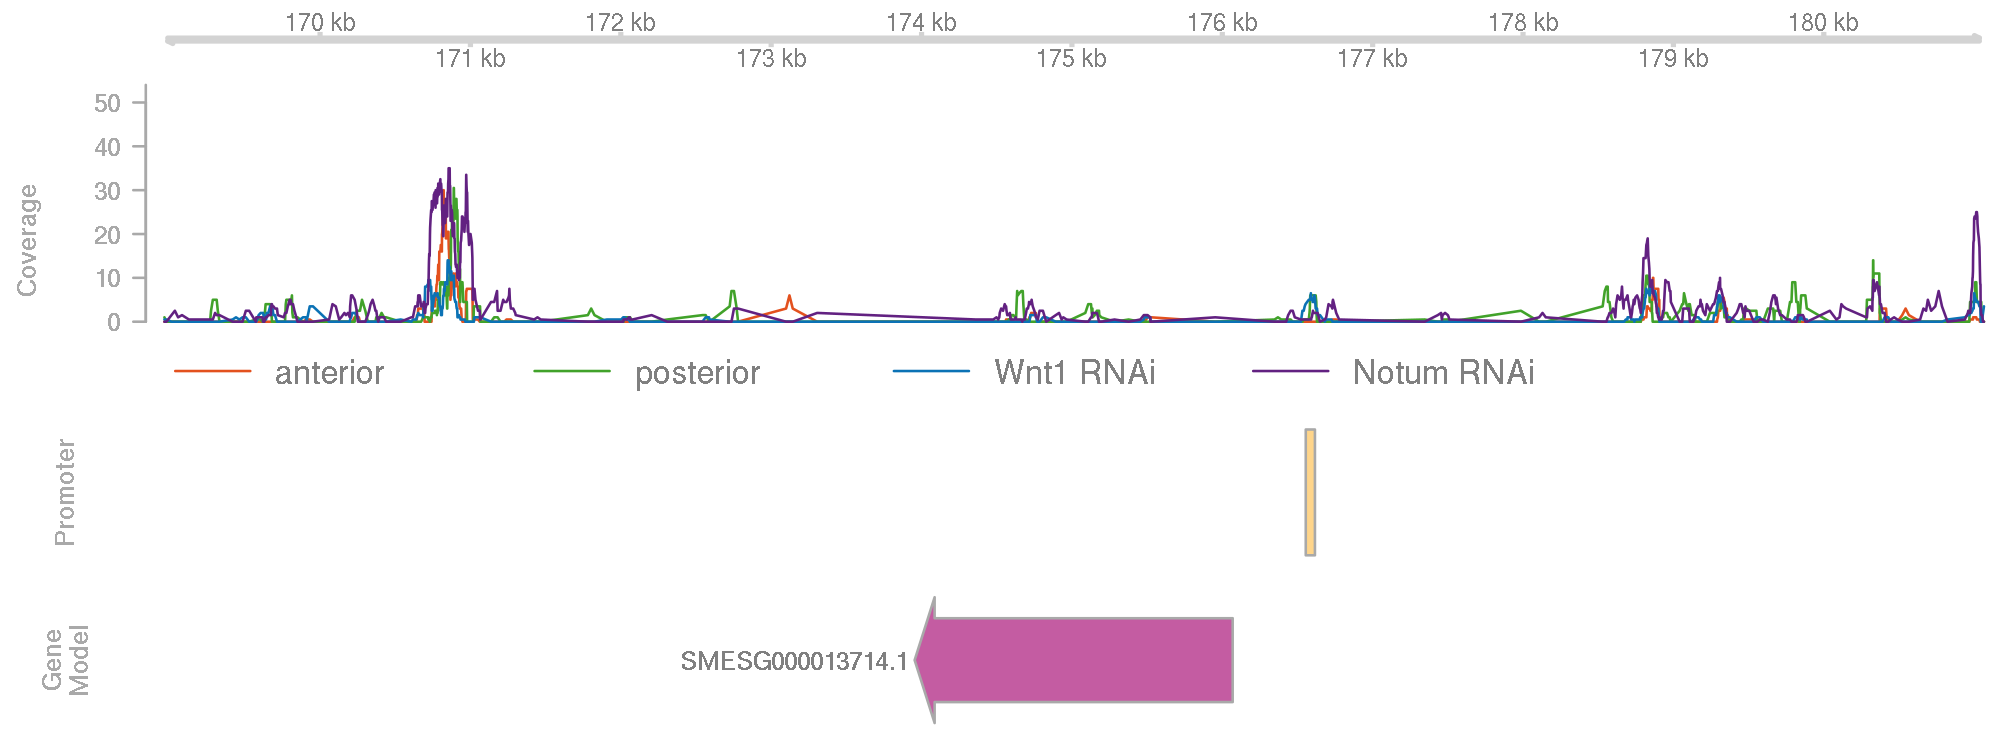 170 kb 172 kb 174 kb 176 kb 178 kb 180 kb
171 kb 173 kb 175 kb 177 kb 179 kb
Coverage
50
40
30
20
10
0
anterior posterior Wnt1 RNAi Notum RNAi
Promoter
Gene
Model
SMESG000013714.1